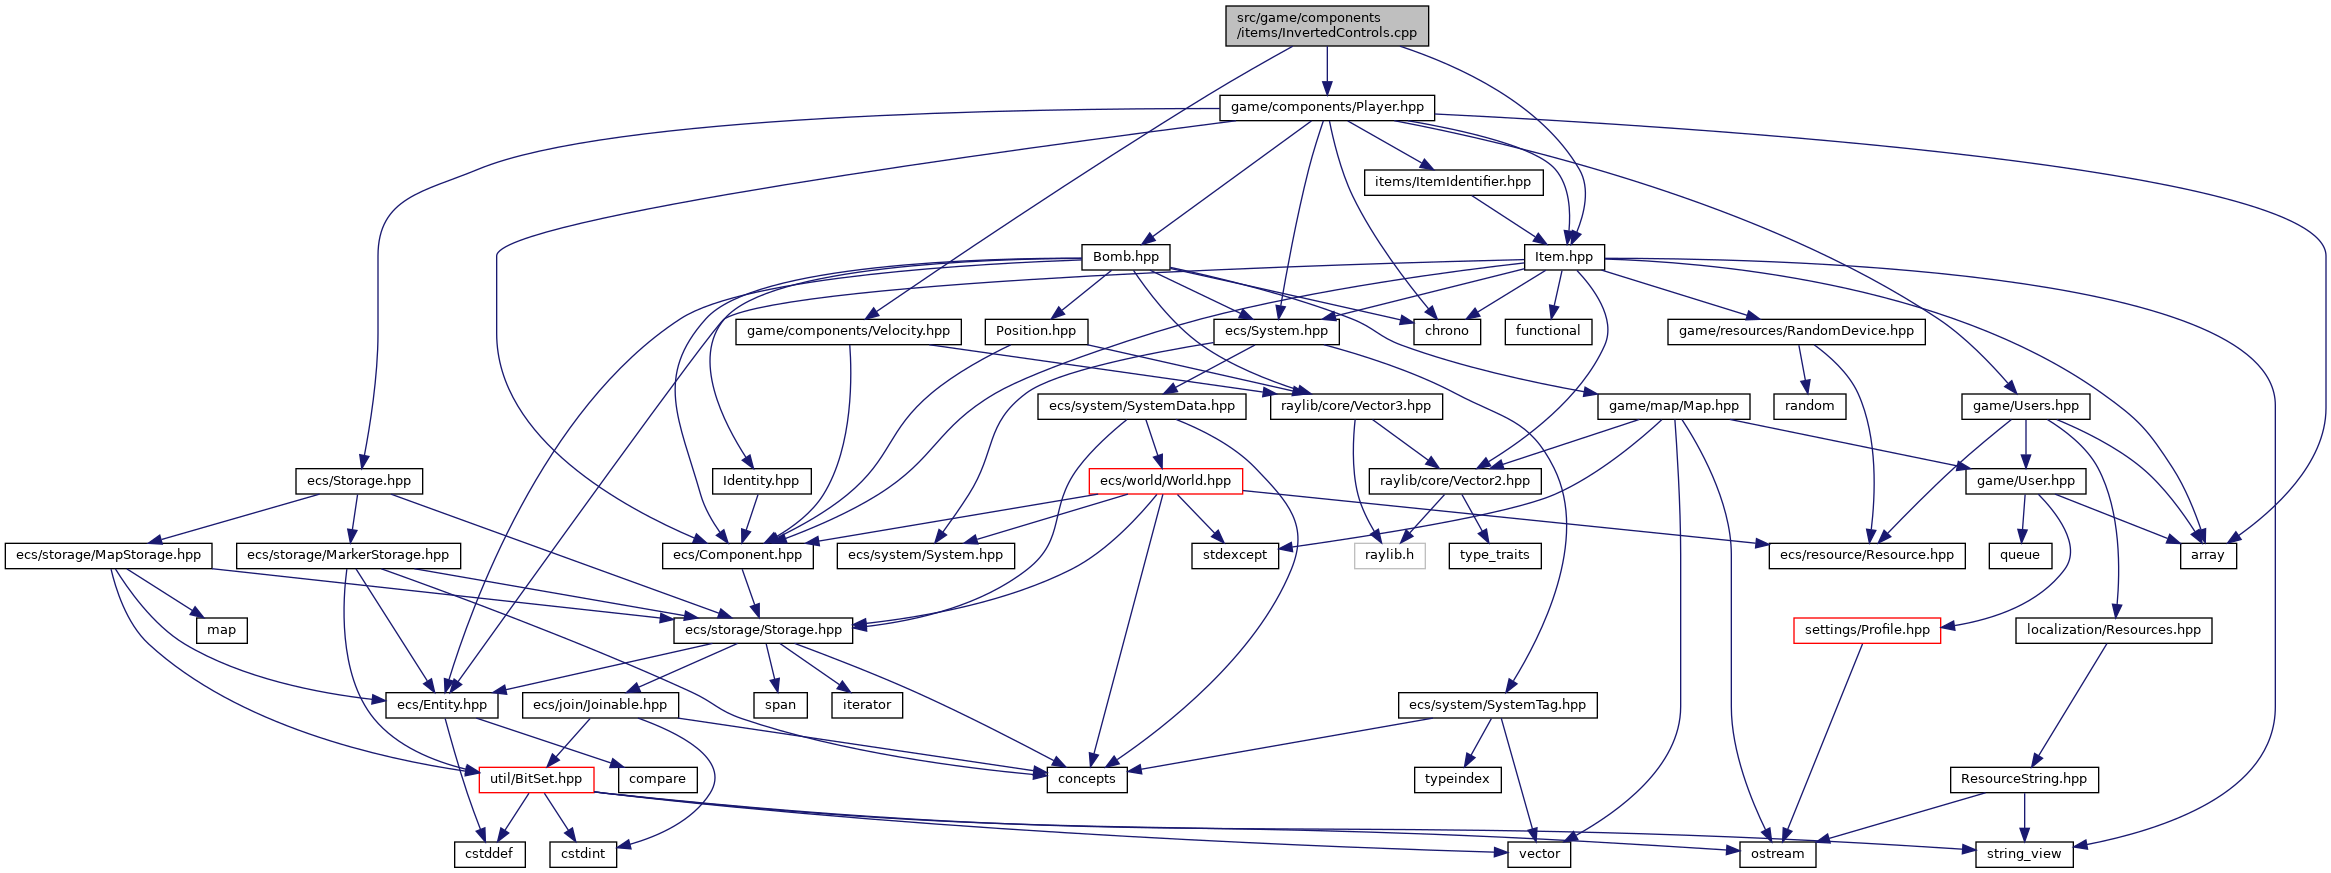 src/game/components
/items/InvertedControls.cpp
game/components/Player.hpp
items/ItemIdentifier.hpp
Bomb.hpp
Item.hpp
game/components/Velocity.hpp
Position.hpp
ecs/System.hpp
chrono
functional
game/resources/RandomDevice.hpp
ecs/system/SystemData.hpp
raylib/core/Vector3.hpp
game/map/Map.hpp
random
game/Users.hpp
ecs/Storage.hpp
Identity.hpp
ecs/world/World.hpp
raylib/core/Vector2.hpp
game/User.hpp
ecs/storage/MapStorage.hpp
ecs/storage/MarkerStorage.hpp
ecs/Component.hpp
ecs/system/System.hpp
stdexcept
raylib.h
type_traits
ecs/resource/Resource.hpp
queue
array
map
ecs/storage/Storage.hpp
settings/Profile.hpp
localization/Resources.hpp
ecs/Entity.hpp
ecs/join/Joinable.hpp
span
iterator
ecs/system/SystemTag.hpp
util/BitSet.hpp
compare
concepts
typeindex
ResourceString.hpp
cstddef
cstdint
vector
ostream
string_view